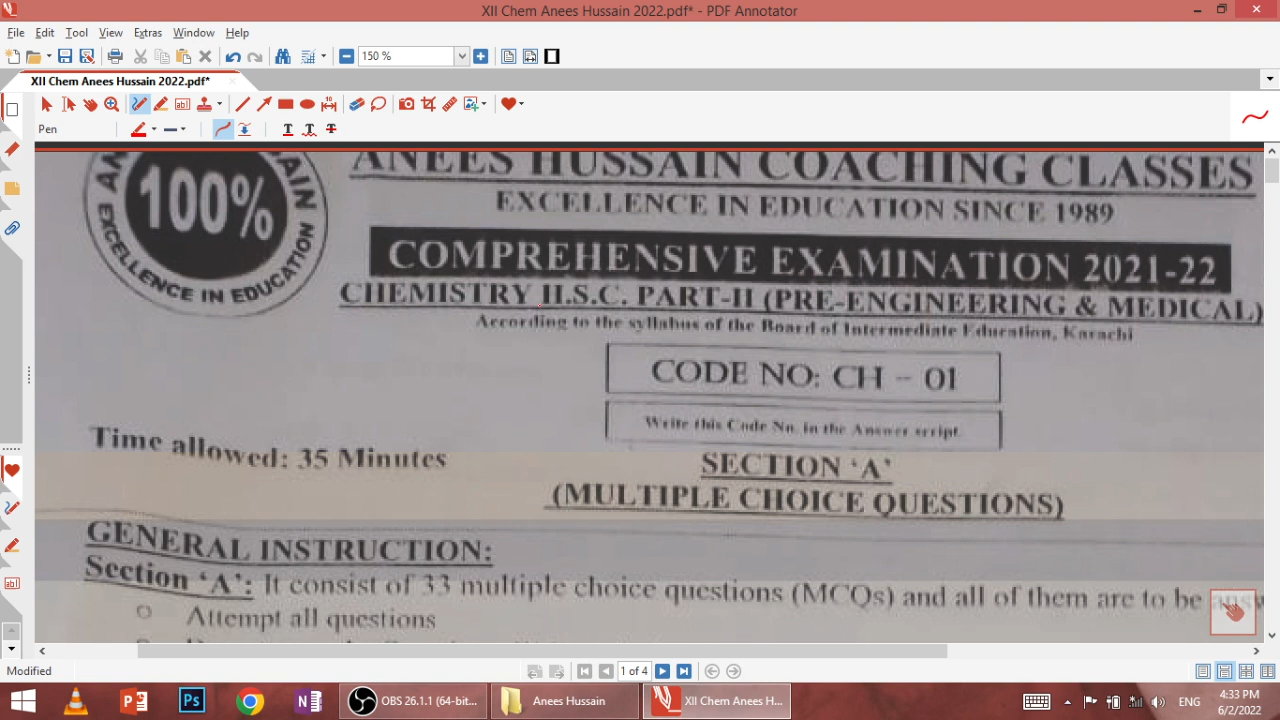 XII Chem Anees Hussain 2022.pdf* - PDF Annotator
File Edit Tool View Extras Window Help
150 %
XII Chem Anees Hussain 2022.pdf*
Pen
100%
EXCELLENCE IN EDUCATION
ANEES HUSSAIN COACHING CLASSES
EXCELLENCE IN EDUCATION SINCE 1989
COMPREHENSIVE EXAMINATION 2021-22
CHEMISTRY H.S.C. PART-II (PRE-ENGINEERING & MEDICAL)
According to the syllabus of the Board of Intermediate Education, Karachi
CODE NO: CH - 01
Write this Code No. in the Answer script.
Time allowed: 35 Minutes
SECTION ‘A’
(MULTIPLE CHOICE QUESTIONS)
GENERAL INSTRUCTION:
Section ‘A’: It consist of 33 multiple choice questions (MCQs) and all of them are to be
Attempt all questions
Modified
1 of 4
OBS 26.1.1 (64-bit...
Anees Hussain
XII Chem Anees H...
ENG
4:33 PM
6/2/2022